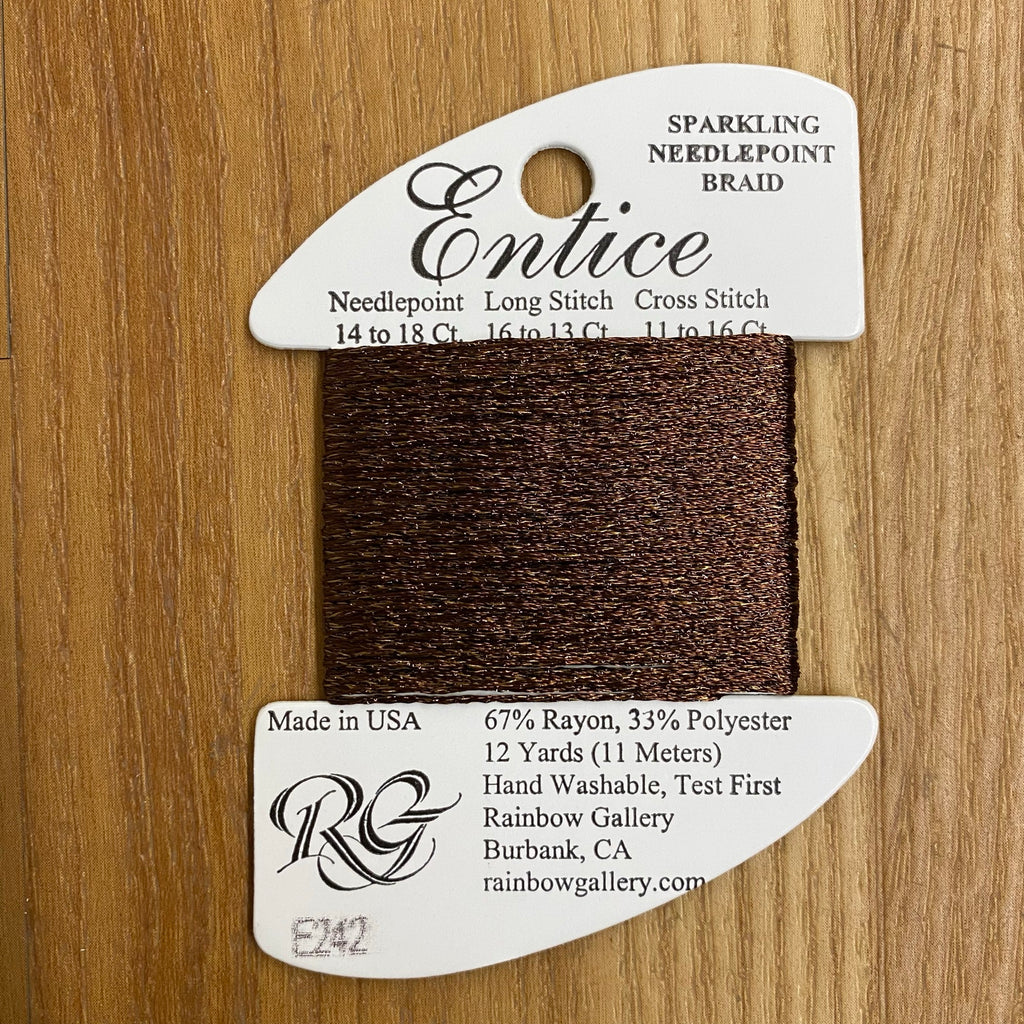 SPARKLING
NEEDLEPOINT
BRAID
Entice
Needlepoint Long Stitch Cross Stitch
14 to 18 Ct. 16 to 13 Ct. 11 to 16 Ct.
Made in USA
67% Rayon, 33% Polyester
12 Yards (11 Meters)
Hand Washable, Test First
Rainbow Gallery
Burbank, CA
rainbowgallery.com
RG
E242